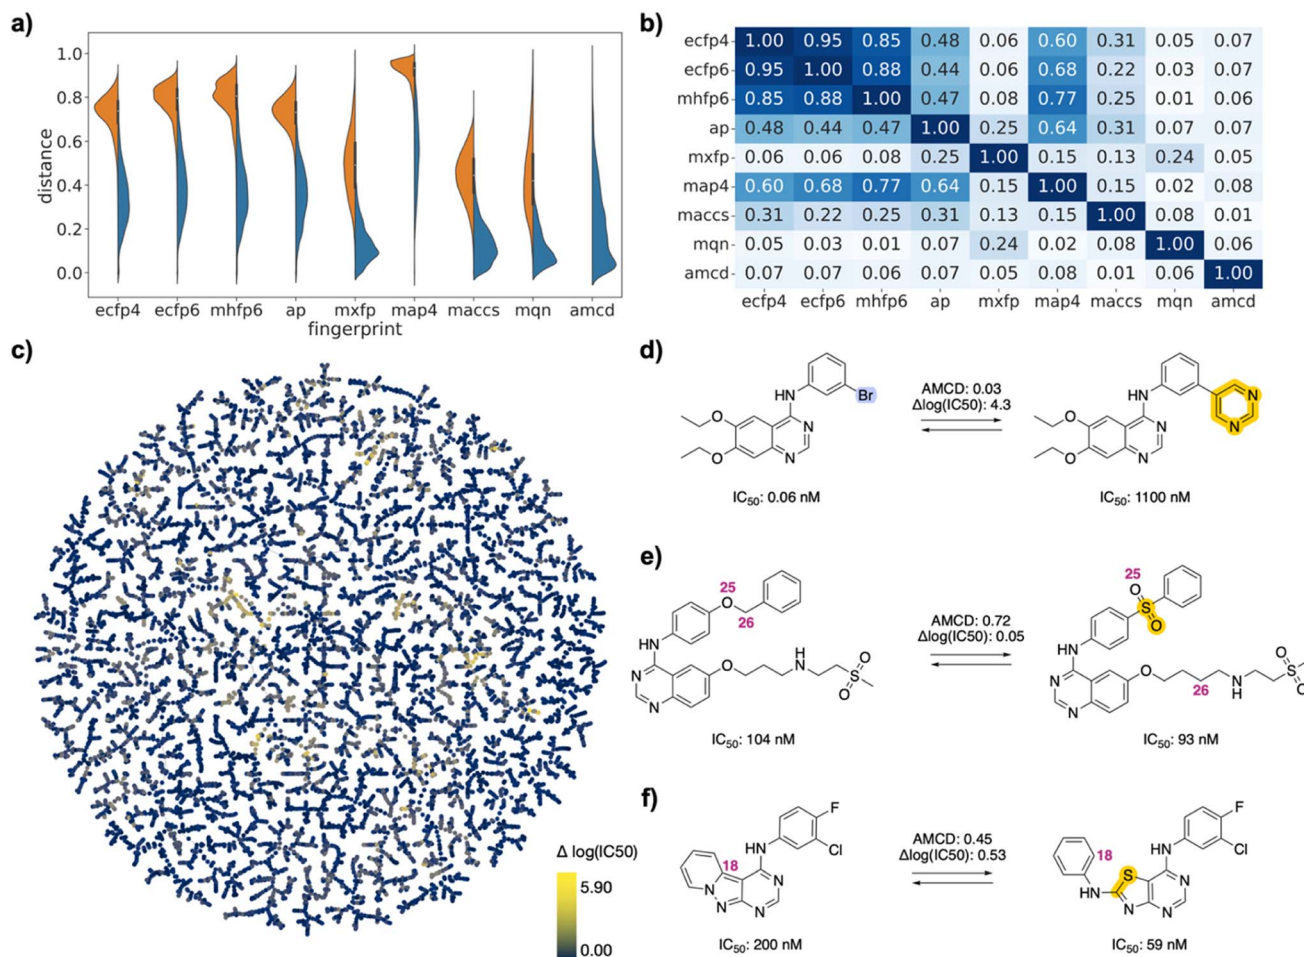 a)
1.0
0.8
0.6
0.4
0.2
0.0
distance
ecfp4 ecfp6 mhfp6 ap mxfp map4 maccs mqn amcd
fingerprint
b)
ecfp4 1.00 0.95 0.85 0.48 0.06 0.60 0.31 0.05 0.07
ecfp6 0.95 1.00 0.88 0.44 0.06 0.68 0.22 0.03 0.07
mhfp6 0.85 0.88 1.00 0.47 0.08 0.77 0.25 0.01 0.06
ap 0.48 0.44 0.47 1.00 0.25 0.64 0.31 0.07 0.07
mxfp 0.06 0.06 0.08 0.25 1.00 0.15 0.13 0.24 0.05
map4 0.60 0.68 0.77 0.64 0.15 1.00 0.15 0.02 0.08
maccs 0.31 0.22 0.25 0.31 0.13 0.15 1.00 0.08 0.01
mqn 0.05 0.03 0.01 0.07 0.24 0.02 0.08 1.00 0.06
amcd 0.07 0.07 0.06 0.07 0.05 0.08 0.01 0.06 1.00
ecfp4 ecfp6 mhfp6 ap mxfp map4 maccs mqn amcd
c)
Δ log(IC50)
5.90
0.00
d)
HN
Br
O
O
N
N
IC50: 0.06 nM
AMCD: 0.03
Δlog(IC50): 4.3
HN
N
N
O
O
N
N
IC50: 1100 nM
e)
25
O
26
HN
N
N
O
H
N
O
S
O
IC50: 104 nM
AMCD: 0.72
Δlog(IC50): 0.05
25
O
S
O
HN
N
N
O
26
N
H
O
S
O
IC50: 93 nM
f)
F
HN
Cl
18
N
N
N
N
IC50: 200 nM
AMCD: 0.45
Δlog(IC50): 0.53
F
18
HN
Cl
S
HN
N
N
N
IC50: 59 nM